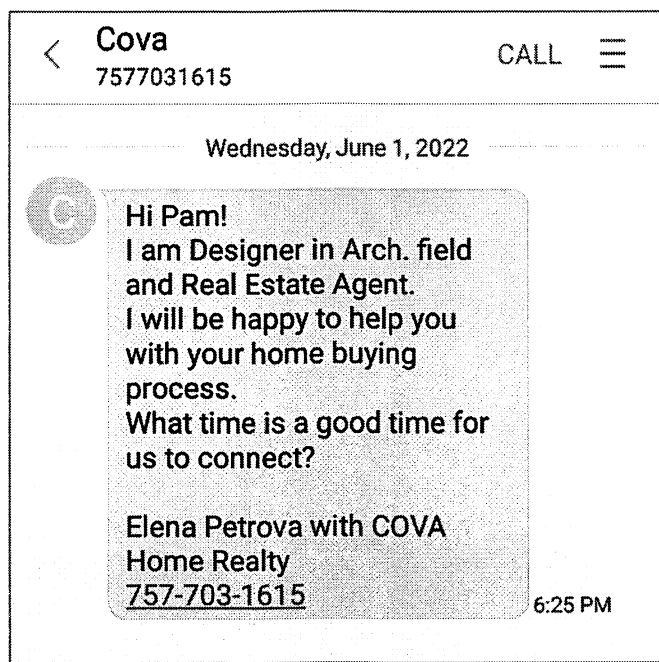 Cova
7577031615
CALL
Wednesday, June 1, 2022
C
Hi Pam!
I am Designer in Arch. field
and Real Estate Agent.
I will be happy to help you
with your home buying
process.
What time is a good time for
us to connect?
Elena Petrova with COVA
Home Realty
757-703-1615
6:25 PM